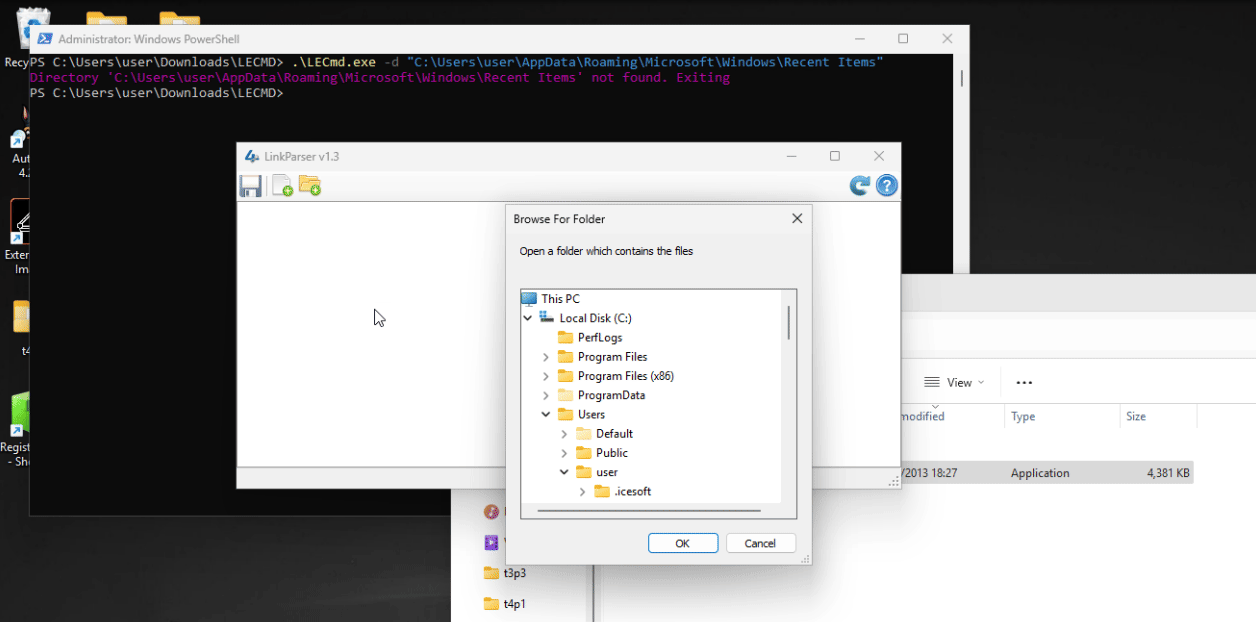 Administrator: Windows PowerShell
PS C:\Users\user\Downloads\LECMD> .\LECmd.exe -d "C:\Users\user\AppData\Roaming\Microsoft\Windows\Recent Items"
Directory 'C:\Users\user\AppData\Roaming\Microsoft\Windows\Recent Items' not found. Exiting
PS C:\Users\user\Downloads\LECMD>
Recy
Aut
4.
Exter
Im
t4
Regist
- Sh
LinkParser v1.3
Browse For Folder
Open a folder which contains the files
This PC
Local Disk (C:)
PerfLogs
Program Files
Program Files (x86)
ProgramData
Users
Default
Public
user
.icesoft
OK
Cancel
View
modified
Type
Size
/2013 18:27
Application
4,381 KB
t3p3
t4p1